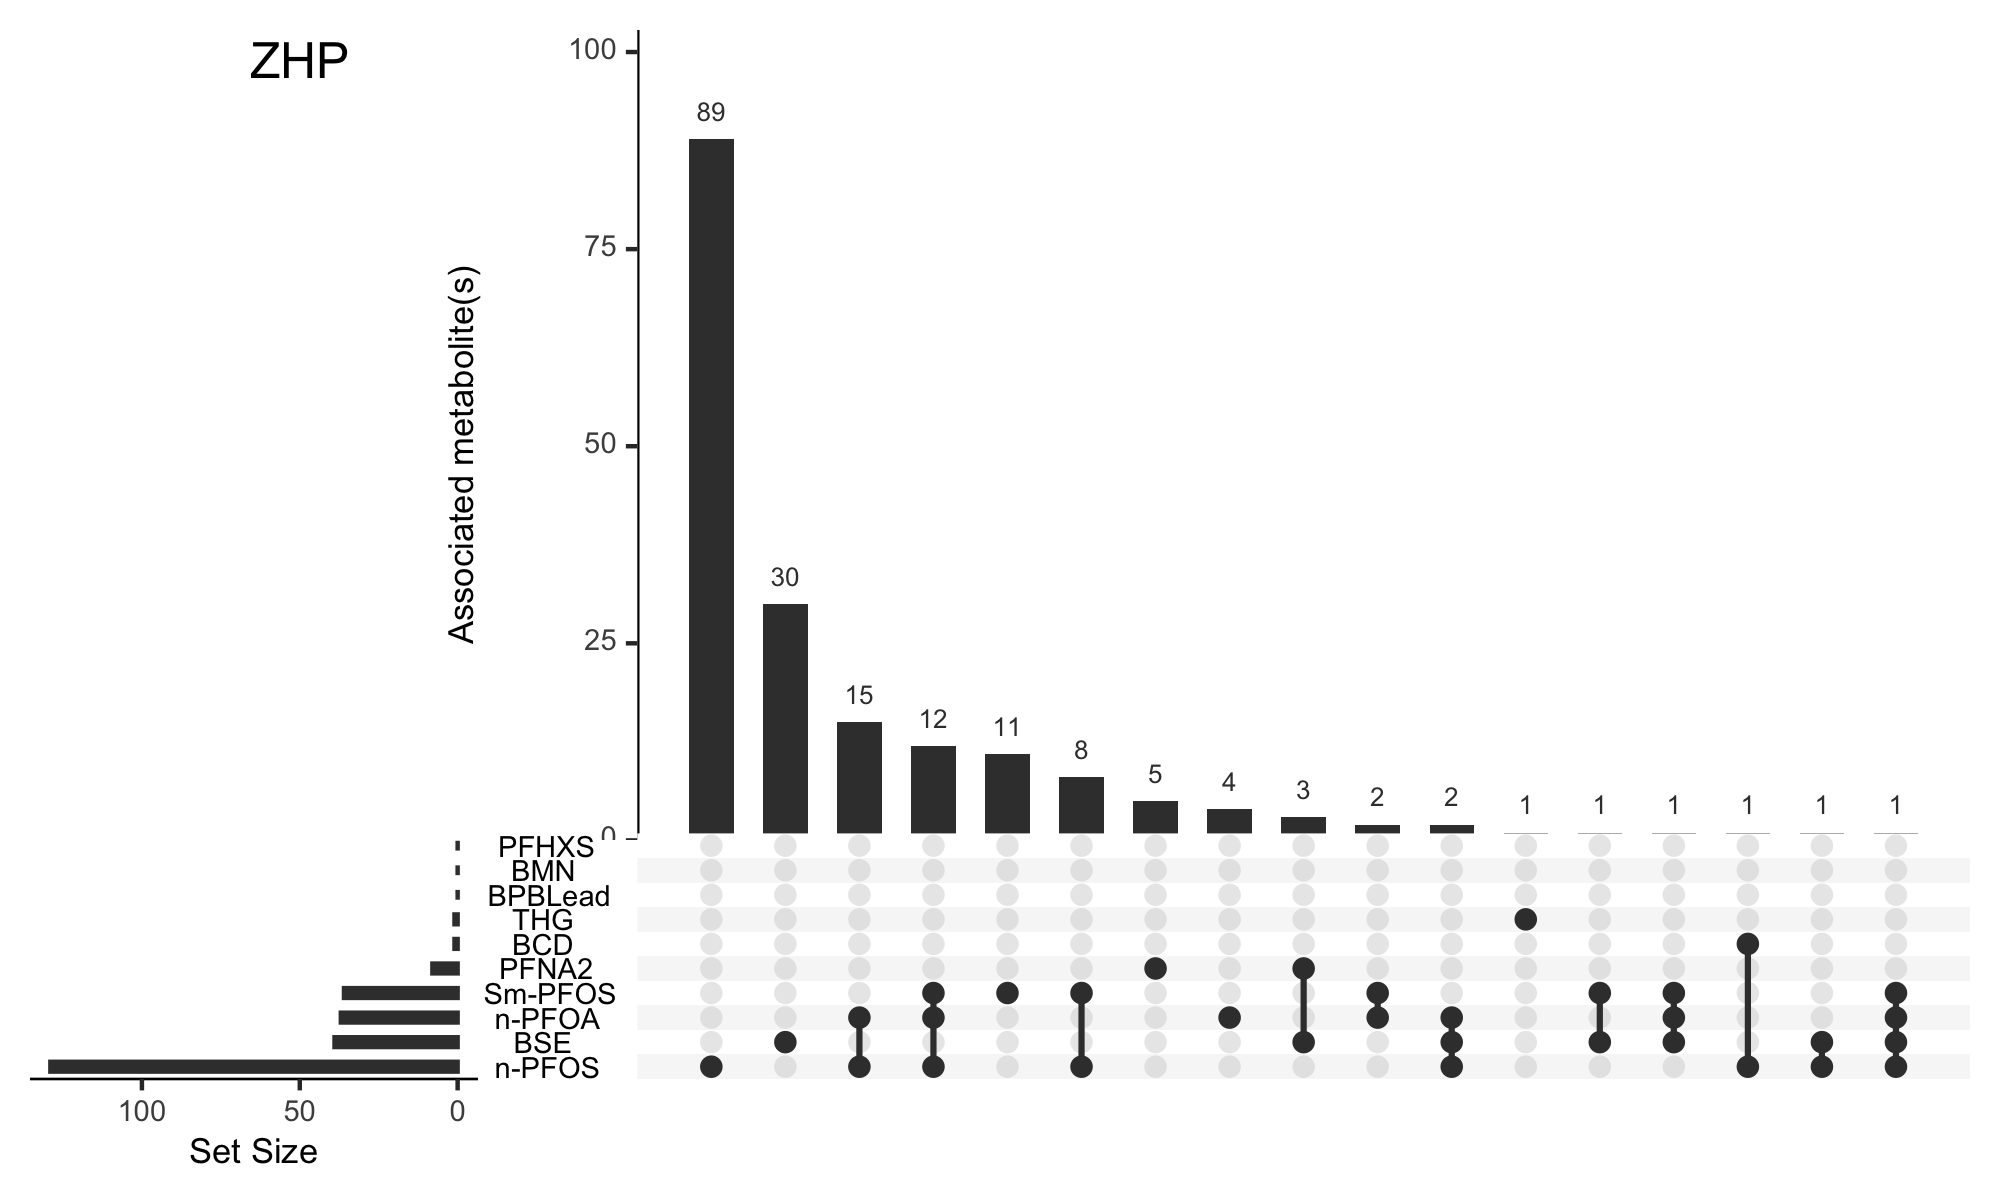 ZHP
Associated metabolite(s)
100
75
50
25
0
89
30
15
12
11
8
5
4
3
2
2
1
1
1
1
1
1
PFHXS
BMN
BPBLead
THG
BCD
PFNA2
Sm-PFOS
n-PFOA
BSE
n-PFOS
100
50
0
Set Size